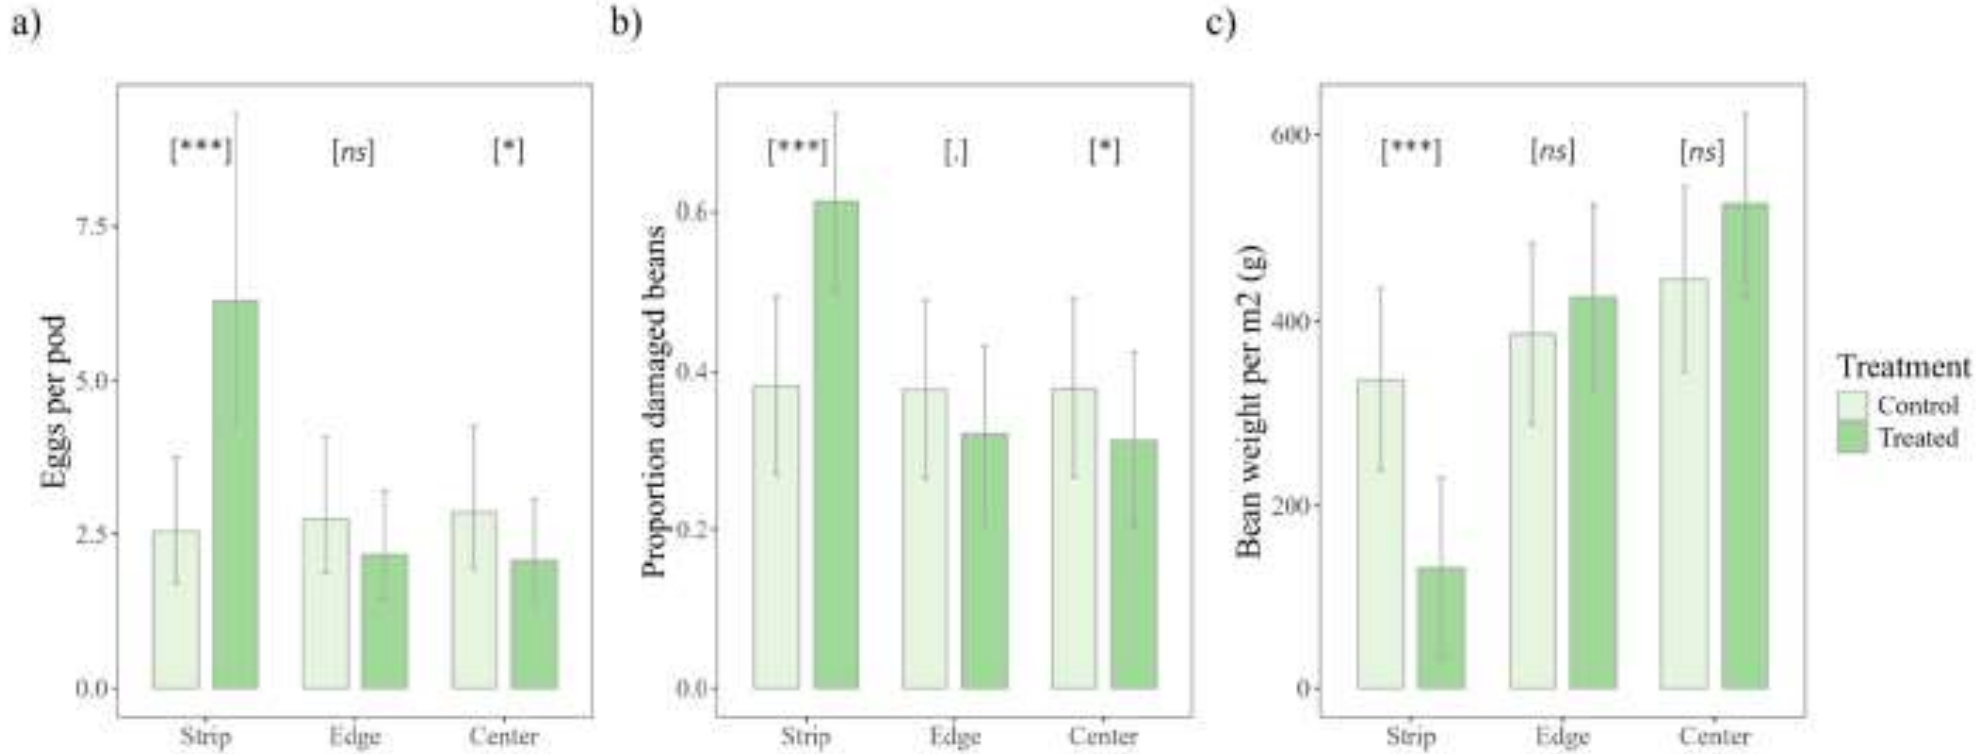 a)
Eggs per pod
7.5
5.0
2.5
0.0
[***]
[ns]
[*]
Strip
Edge
Center
b)
Proportion damaged beans
0.6
0.4
0.2
0.0
[***]
[.]
[*]
Strip
Edge
Center
c)
Bean weight per m2 (g)
600
400
200
0
[***]
[ns]
[ns]
Strip
Edge
Center
Treatment
Control
Treated